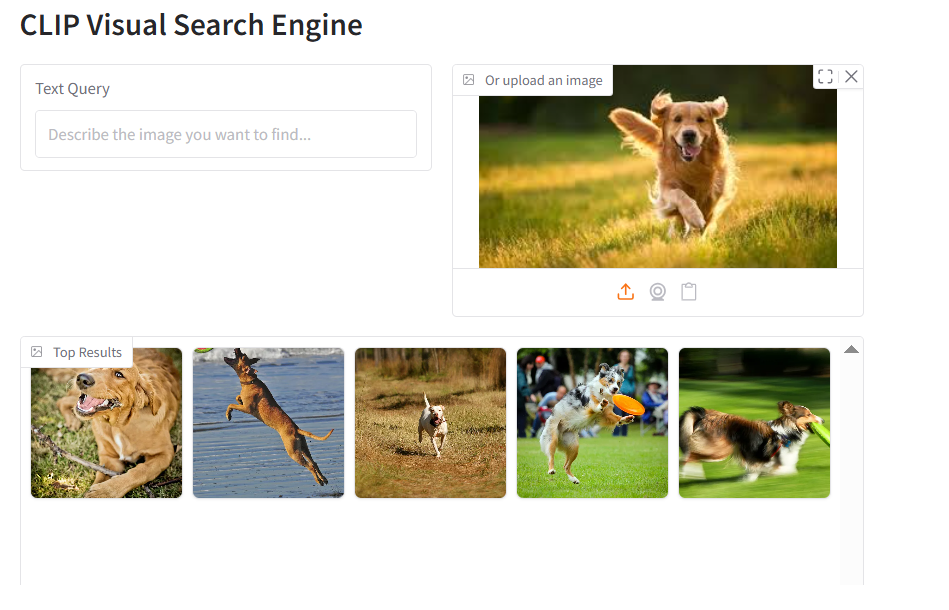 CLIP Visual Search Engine
Text Query
Describe the image you want to find...
Or upload an image
Top Results